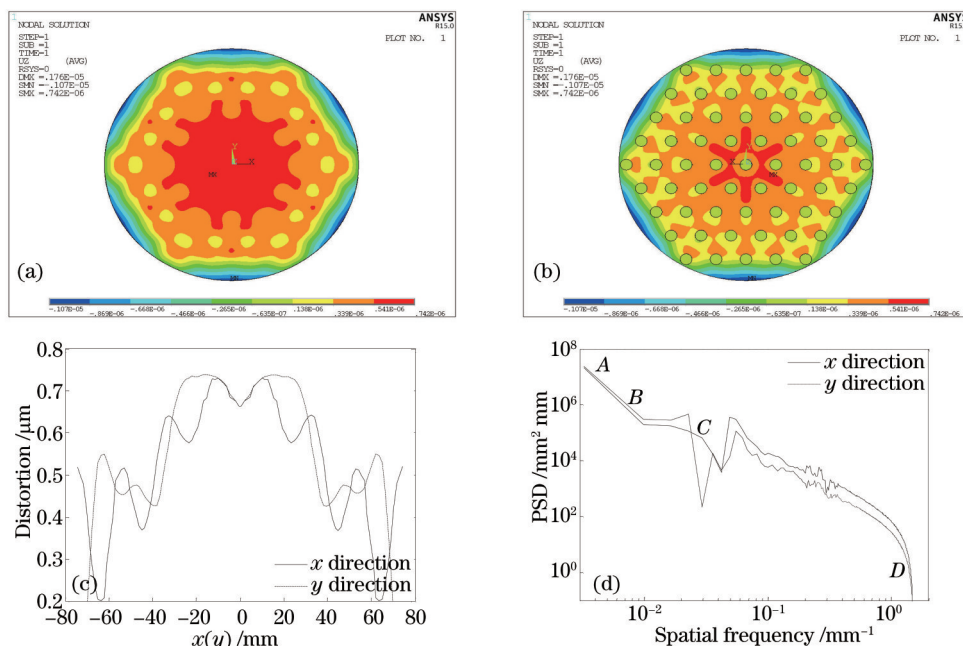 1
NODAL SOLUTION
STEP=1
SUB =1
TIME=1
UZ (AVG)
RSYS=0
DMX =.176E-05
SMN =-.107E-05
SMX =.742E-06
ANSYS
R15.0
PLOT NO. 1
Y
X
MX
MN
(a)
-.107E-05 -.668E-06 -.265E-06 .138E-06 .541E-06
-.869E-06 -.466E-06 -.635E-07 .339E-06 .742E-06
1
NODAL SOLUTION
STEP=1
SUB =1
TIME=1
UZ (AVG)
RSYS=0
DMX =.176E-05
SMN =-.107E-05
SMX =.742E-06
ANSYS
R15.0
PLOT NO. 1
Y
X
MX
MN
(b)
-.107E-05 -.668E-06 -.265E-06 .138E-06 .541E-06
-.869E-06 -.466E-06 -.635E-07 .339E-06 .742E-06
0.8
0.7
0.6
0.5
0.4
0.3
0.2
Distortion /μm
x direction
y direction
(c)
-80 -60 -40 -20 0 20 40 60 80
x(y)/mm
10^8
10^6
10^4
10^2
10^0
PSD /mm² mm
A
B
C
D
x direction
y direction
(d)
10^-2 10^-1 10^0
Spatial frequency /mm⁻¹